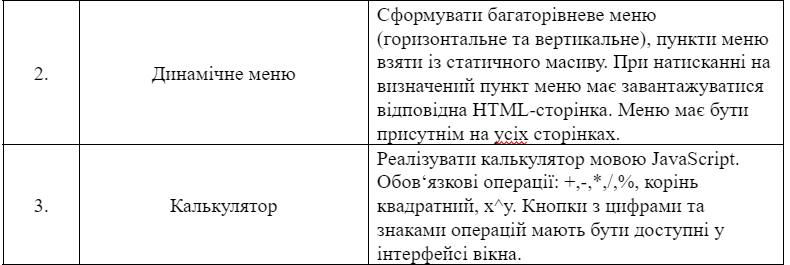 2.
Динамічне меню
Сформувати багаторівневе меню
(горизонтальне та вертикальне), пункти меню
взяти із статичного масиву. При натисканні на
визначений пункт меню має завантажуватися
відповідна HTML-сторінка. Меню має бути
присутнім на усіх сторінках.
3.
Калькулятор
Реалізувати калькулятор мовою JavaScript.
Обов‘язкові операції: +,-,*,/,%, корінь
квадратний, x^y. Кнопки з цифрами та
знаками операцій мають бути доступні у
інтерфейсі вікна.